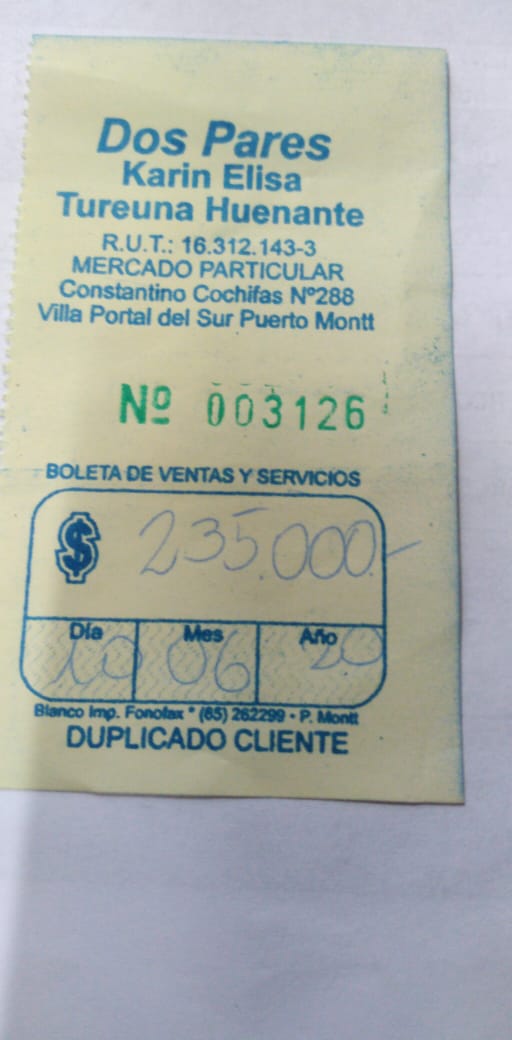 Dos Pares
Karin Elisa
Tureuna Huenante
R.U.T.: 16.312.143-3
MERCADO PARTICULAR
Constantino Cochifas Nº288
Villa Portal del Sur Puerto Montt
Nº 003126
BOLETA DE VENTAS Y SERVICIOS
$ 235.000.-
Día Mes Año
10 06 20
Blanco Imp. Fonofax * (65) 262299 - P. Montt
DUPLICADO CLIENTE